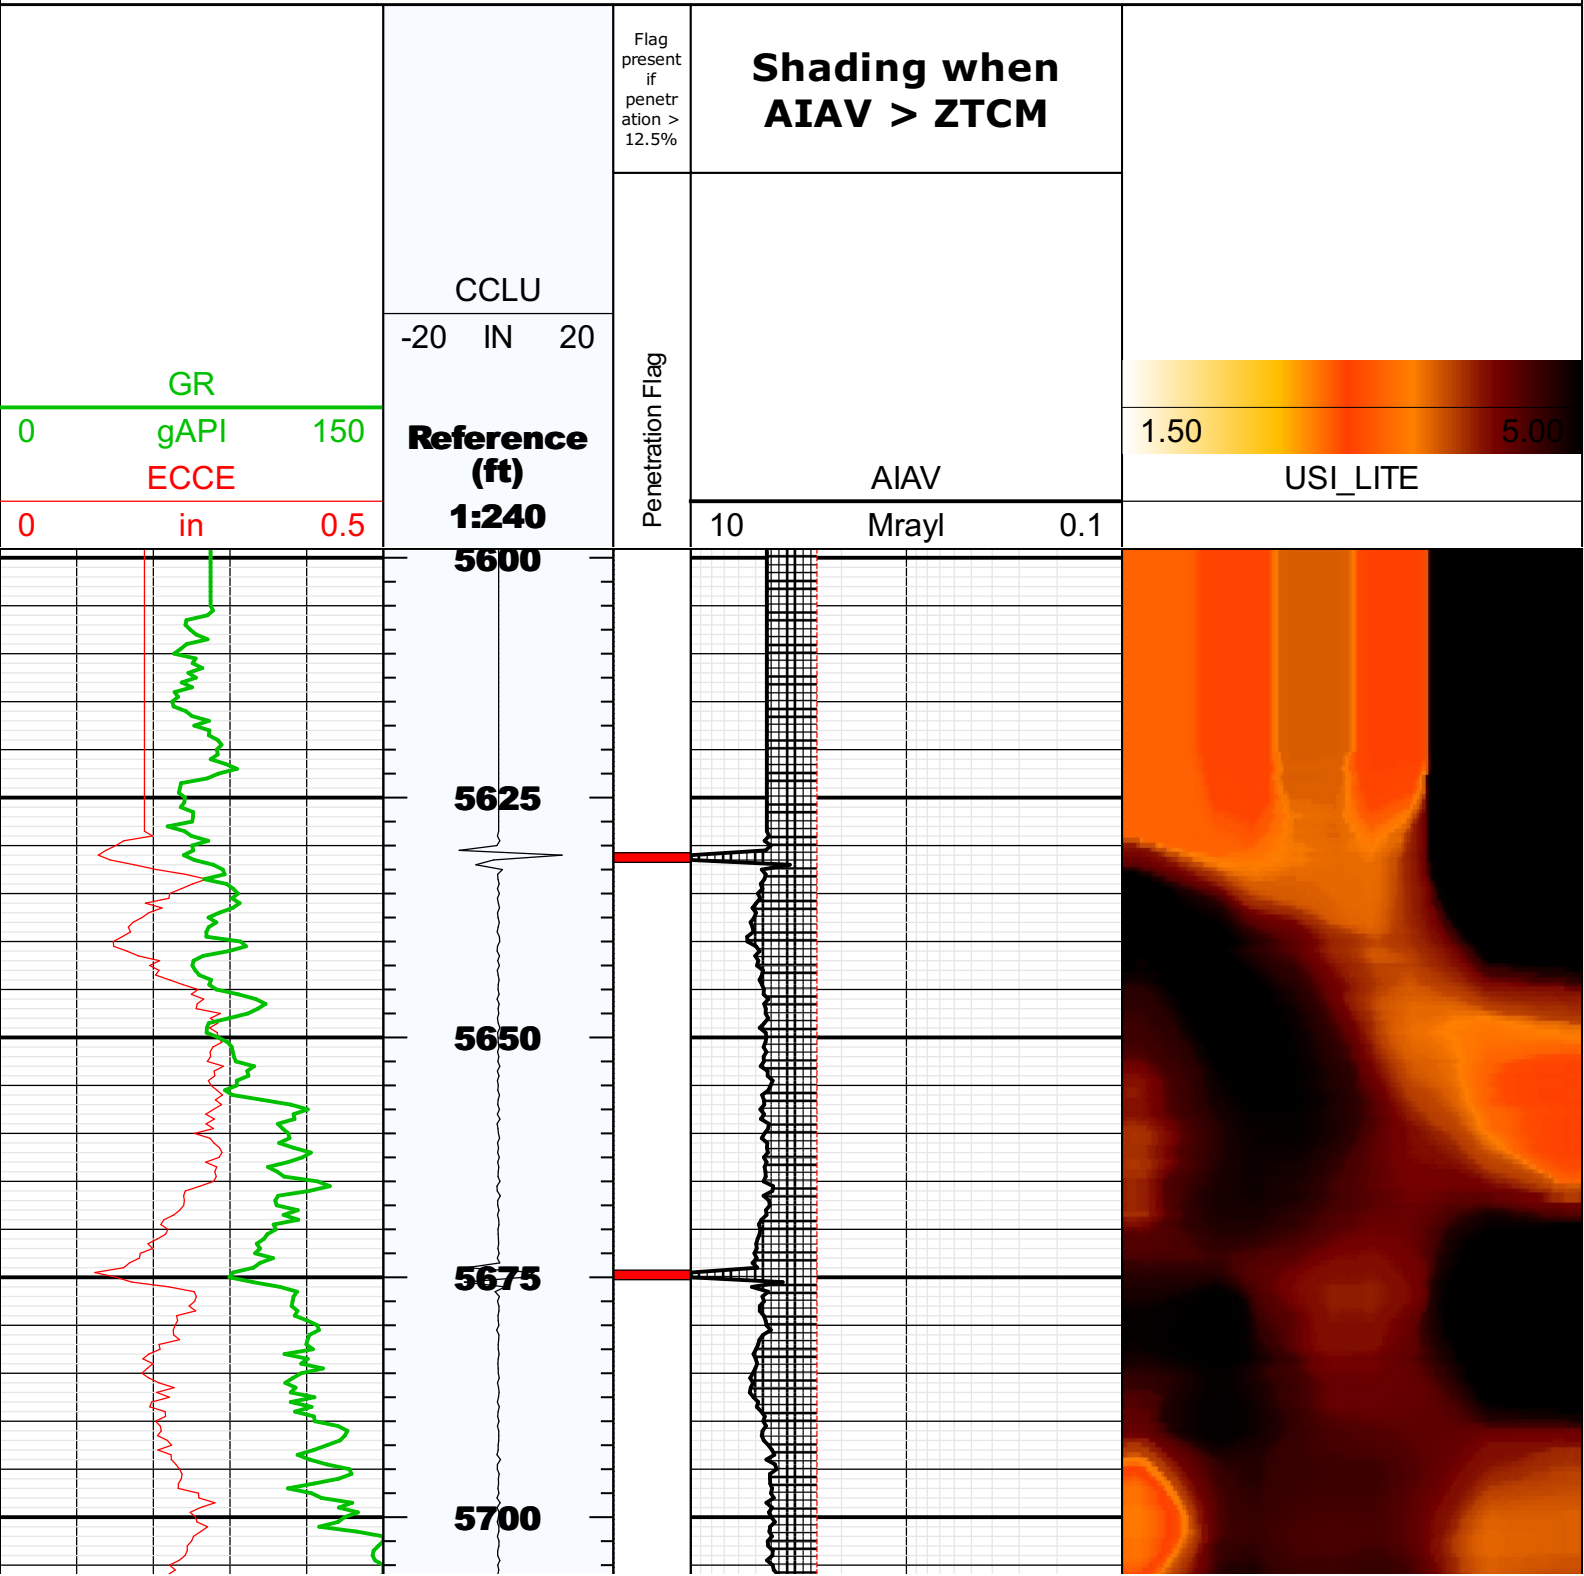 Flag
present
if
penetr
ation >
12.5%
Shading when
AIAV > ZTCM
CCLU
-20 IN 20
GR
0 gAPI 150
ECCE
0 in 0.5
Reference
(ft)
1:240
Penetration Flag
AIAV
10 Mrayl 0.1
1.50 5.00
USI_LITE
5600
5625
5650
5675
5700